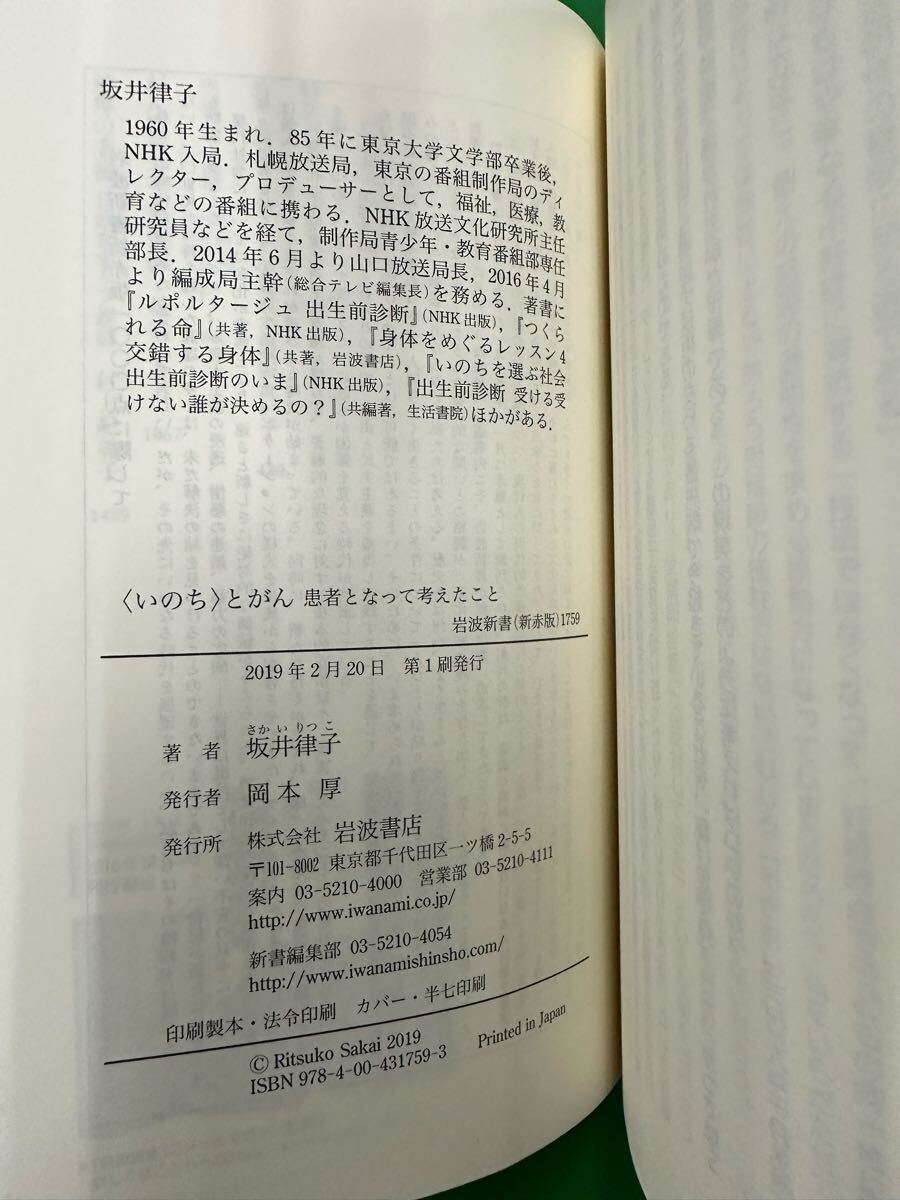 坂井律子
1960年生まれ．85年に東京大学文学部卒業後，
NHK入局．札幌放送局，東京の番組制作局のディ
レクター，プロデューサーとして，福祉，医療，教
育などの番組に携わる．NHK放送文化研究所主任
研究員などを経て，制作局青少年・教育番組部専任
部長．2014年6月より山口放送局長，2016年4月
より編成局主幹(総合テレビ編集長)を務める．著書に
『ルポルタージュ 出生前診断』(NHK出版)，『つくら
れる命』(共著，NHK出版)，『身体をめぐるレッスン4
交錯する身体』(共著，岩波書店)，『いのちを選ぶ社会
出生前診断のいま』(NHK出版)，『出生前診断 受ける受
けない誰が決めるの？』(共編著，生活書院)ほかがある．
〈いのち〉とがん 患者となって考えたこと
岩波新書(新赤版)1759
2019年2月20日 第1刷発行
さかいりつこ
著者 坂井律子
発行者 岡本厚
発行所 株式会社 岩波書店
〒101-8002 東京都千代田区一ツ橋2-5-5
案内 03-5210-4000 営業部 03-5210-4111
http://www.iwanami.co.jp/
新書編集部 03-5210-4054
http://www.iwanamishinsho.com/
印刷製本・法令印刷 カバー・半七印刷
© Ritsuko Sakai 2019
ISBN 978-4-00-431759-3 Printed in Japan